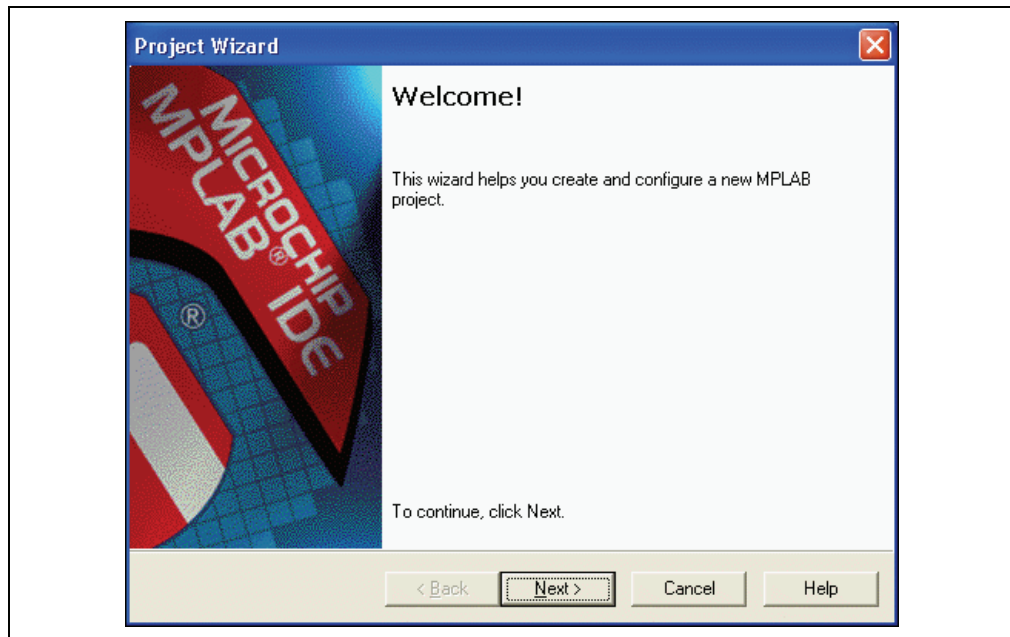 Project Wizard
MICROCHIP
MPLAB® IDE
®
Welcome!
This wizard helps you create and configure a new MPLAB
project.
To continue, click Next.
< Back
Next >
Cancel
Help